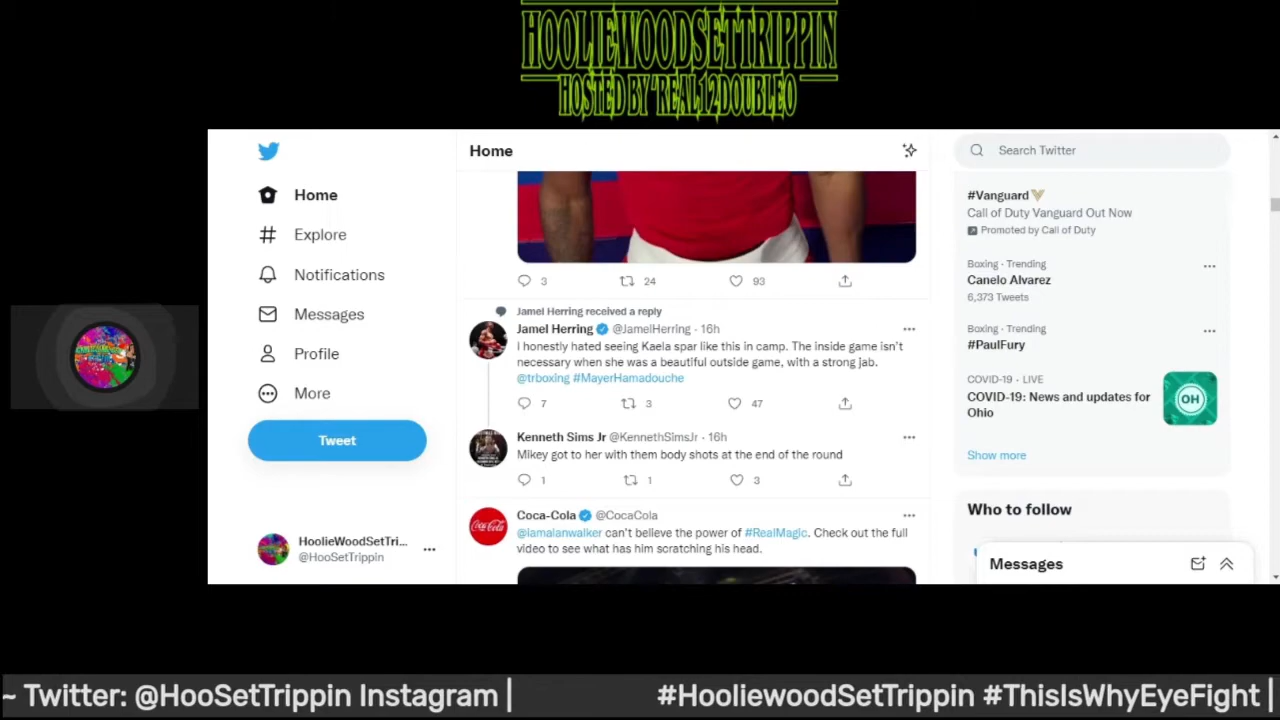 HOOLIEWOODSETTRIPPIN
HOSTED BY 'REAL12DOUBLEO
Home
Explore
Notifications
Messages
Profile
More
Tweet
HoolieWoodSetTri...
@HooSetTrippin
Home
3 24 93
Jamel Herring received a reply
Jamel Herring @JamelHerring · 16h
I honestly hated seeing Kaela spar like this in camp. The inside game isn't
necessary when she was a beautiful outside game, with a strong jab.
@trboxing #MayerHamadouche
7 3 47
Kenneth Sims Jr @KennethSimsJr · 16h
Mikey got to her with them body shots at the end of the round
1 1 3
Coca-Cola @CocaCola
@iamalanwalker can't believe the power of #RealMagic. Check out the full
video to see what has him scratching his head.
Search Twitter
#Vanguard
Call of Duty Vanguard Out Now
Promoted by Call of Duty
Boxing · Trending
Canelo Alvarez
6,373 Tweets
Boxing · Trending
#PaulFury
COVID-19 · LIVE
COVID-19: News and updates for
Ohio
OH
Show more
Who to follow
Messages
~ Twitter: @HooSetTrippin Instagram | #HooliewoodSetTrippin #ThisIsWhyEyeFight |